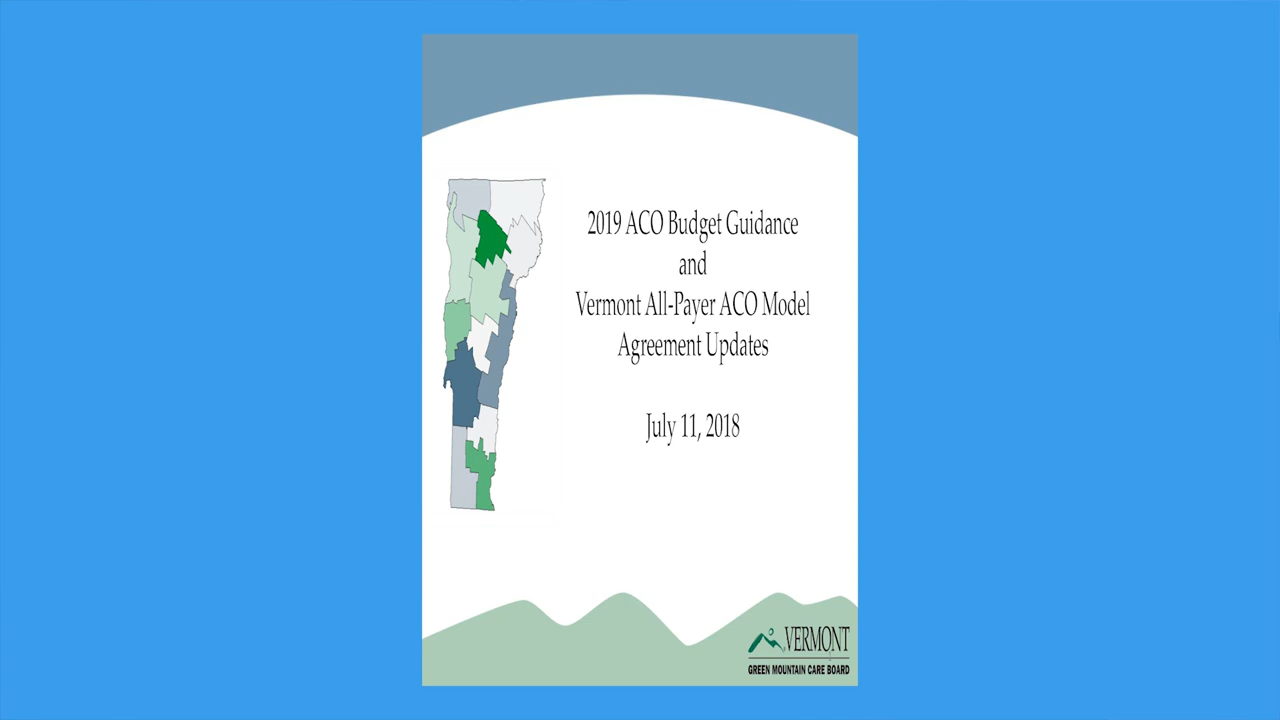 2019 ACO Budget Guidance
and
Vermont All-Payer ACO Model
Agreement Updates
July 11, 2018
VERMONT
GREEN MOUNTAIN CARE BOARD